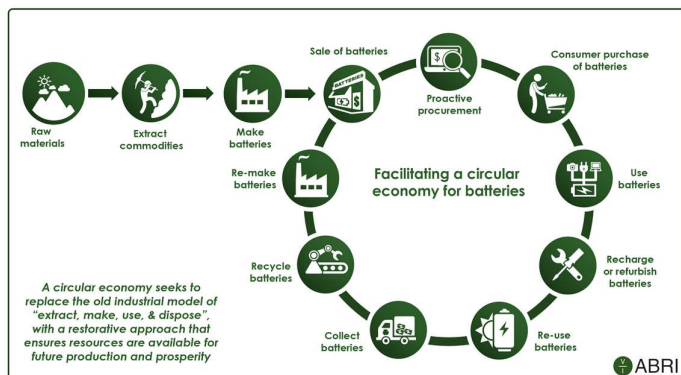 Raw
materials
Extract
commodities
Make
batteries
Sale of batteries
BATTERIES
$
$
Proactive
procurement
Consumer purchase
of batteries
Use
batteries
Recharge
or refurbish
batteries
Re-use
batteries
Collect
batteries
Recycle
batteries
Re-make
batteries
Facilitating a circular
economy for batteries
A circular economy seeks to
replace the old industrial model of
“extract, make, use, & dispose”,
with a restorative approach that
ensures resources are available for
future production and prosperity
ABRI